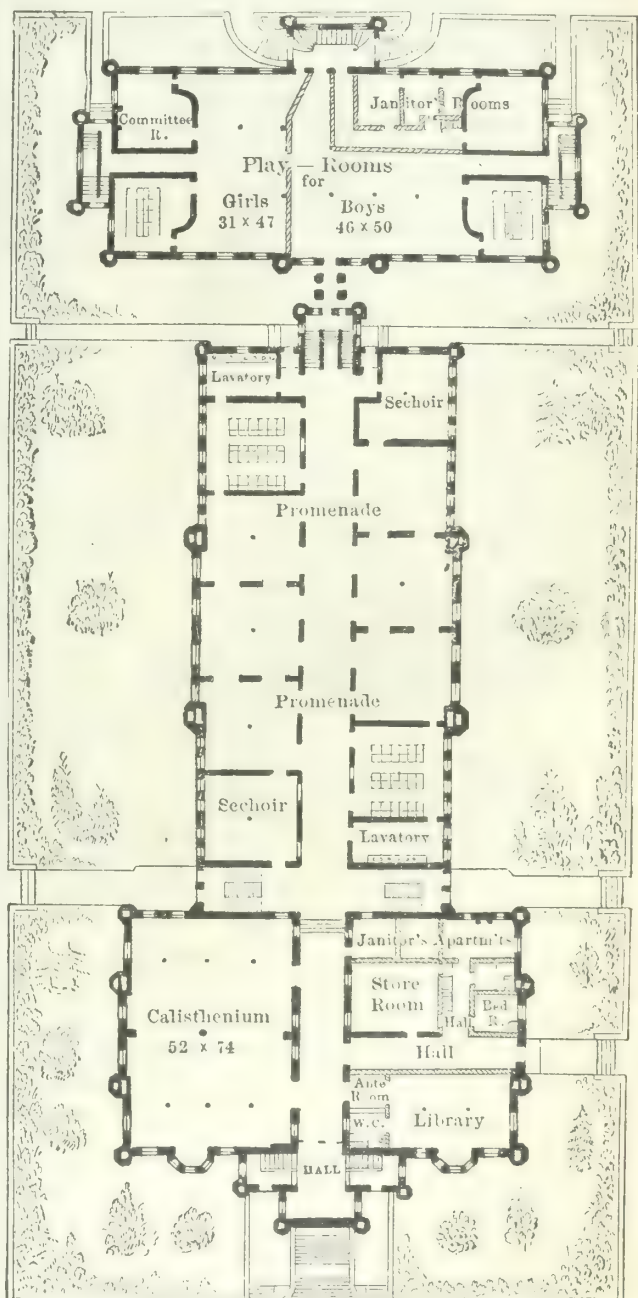 Committee
R.
Janitor's Rooms
Play – Rooms
for
Girls
31 × 47
Boys
46 × 50
Lavatory
Sechoir
Promenade
Promenade
Sechoir
Lavatory
Janitor's Apartm'ts
Store
Room
Bed
R.
Hall
Calisthenium
52 × 74
Hall
Ante
Room
W.C.
Library
HALL